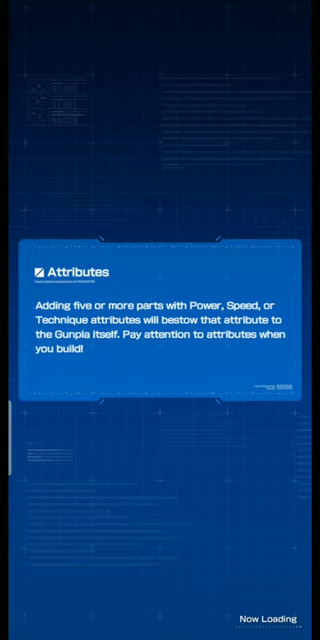 Attributes
Adding five or more parts with Power, Speed, or
Technique attributes will bestow that attribute to
the Gunpla itself. Pay attention to attributes when
you build!
Now Loading